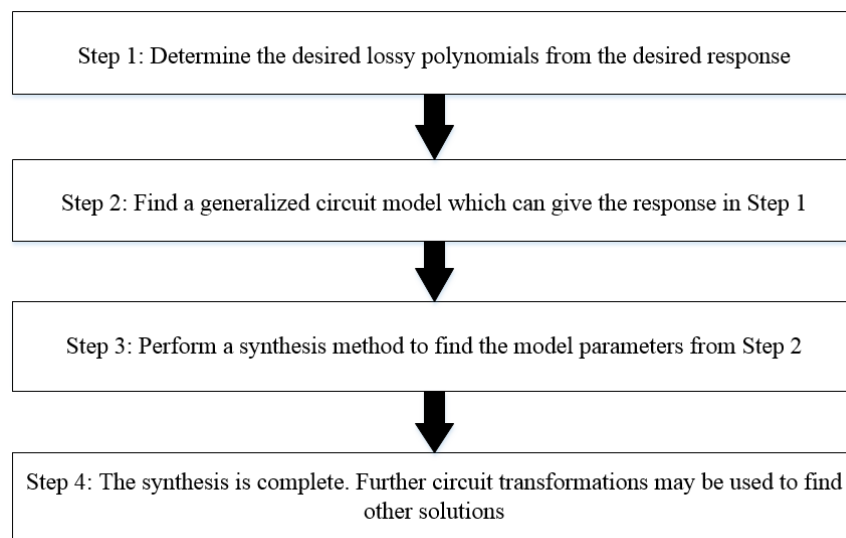 Step 1: Determine the desired lossy polynomials from the desired response
Step 2: Find a generalized circuit model which can give the response in Step 1
Step 3: Perform a synthesis method to find the model parameters from Step 2
Step 4: The synthesis is complete. Further circuit transformations may be used to find
other solutions